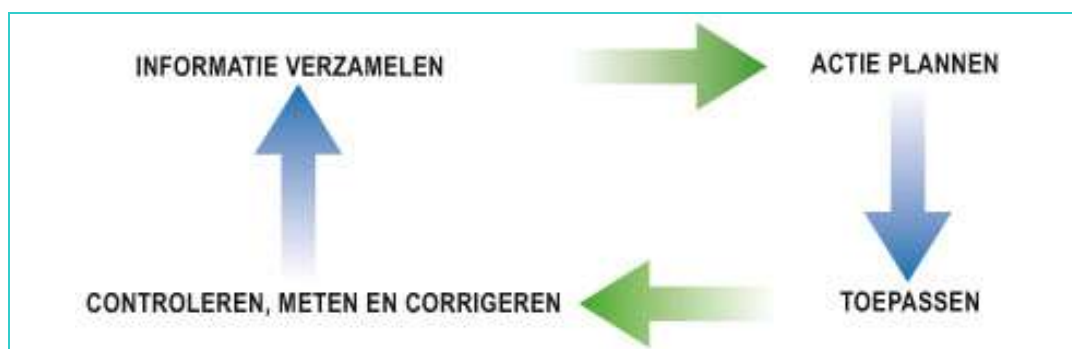 INFORMATIE VERZAMELEN
ACTIE PLANNEN
CONTROLEREN, METEN EN CORRIGEREN
TOEPASSEN